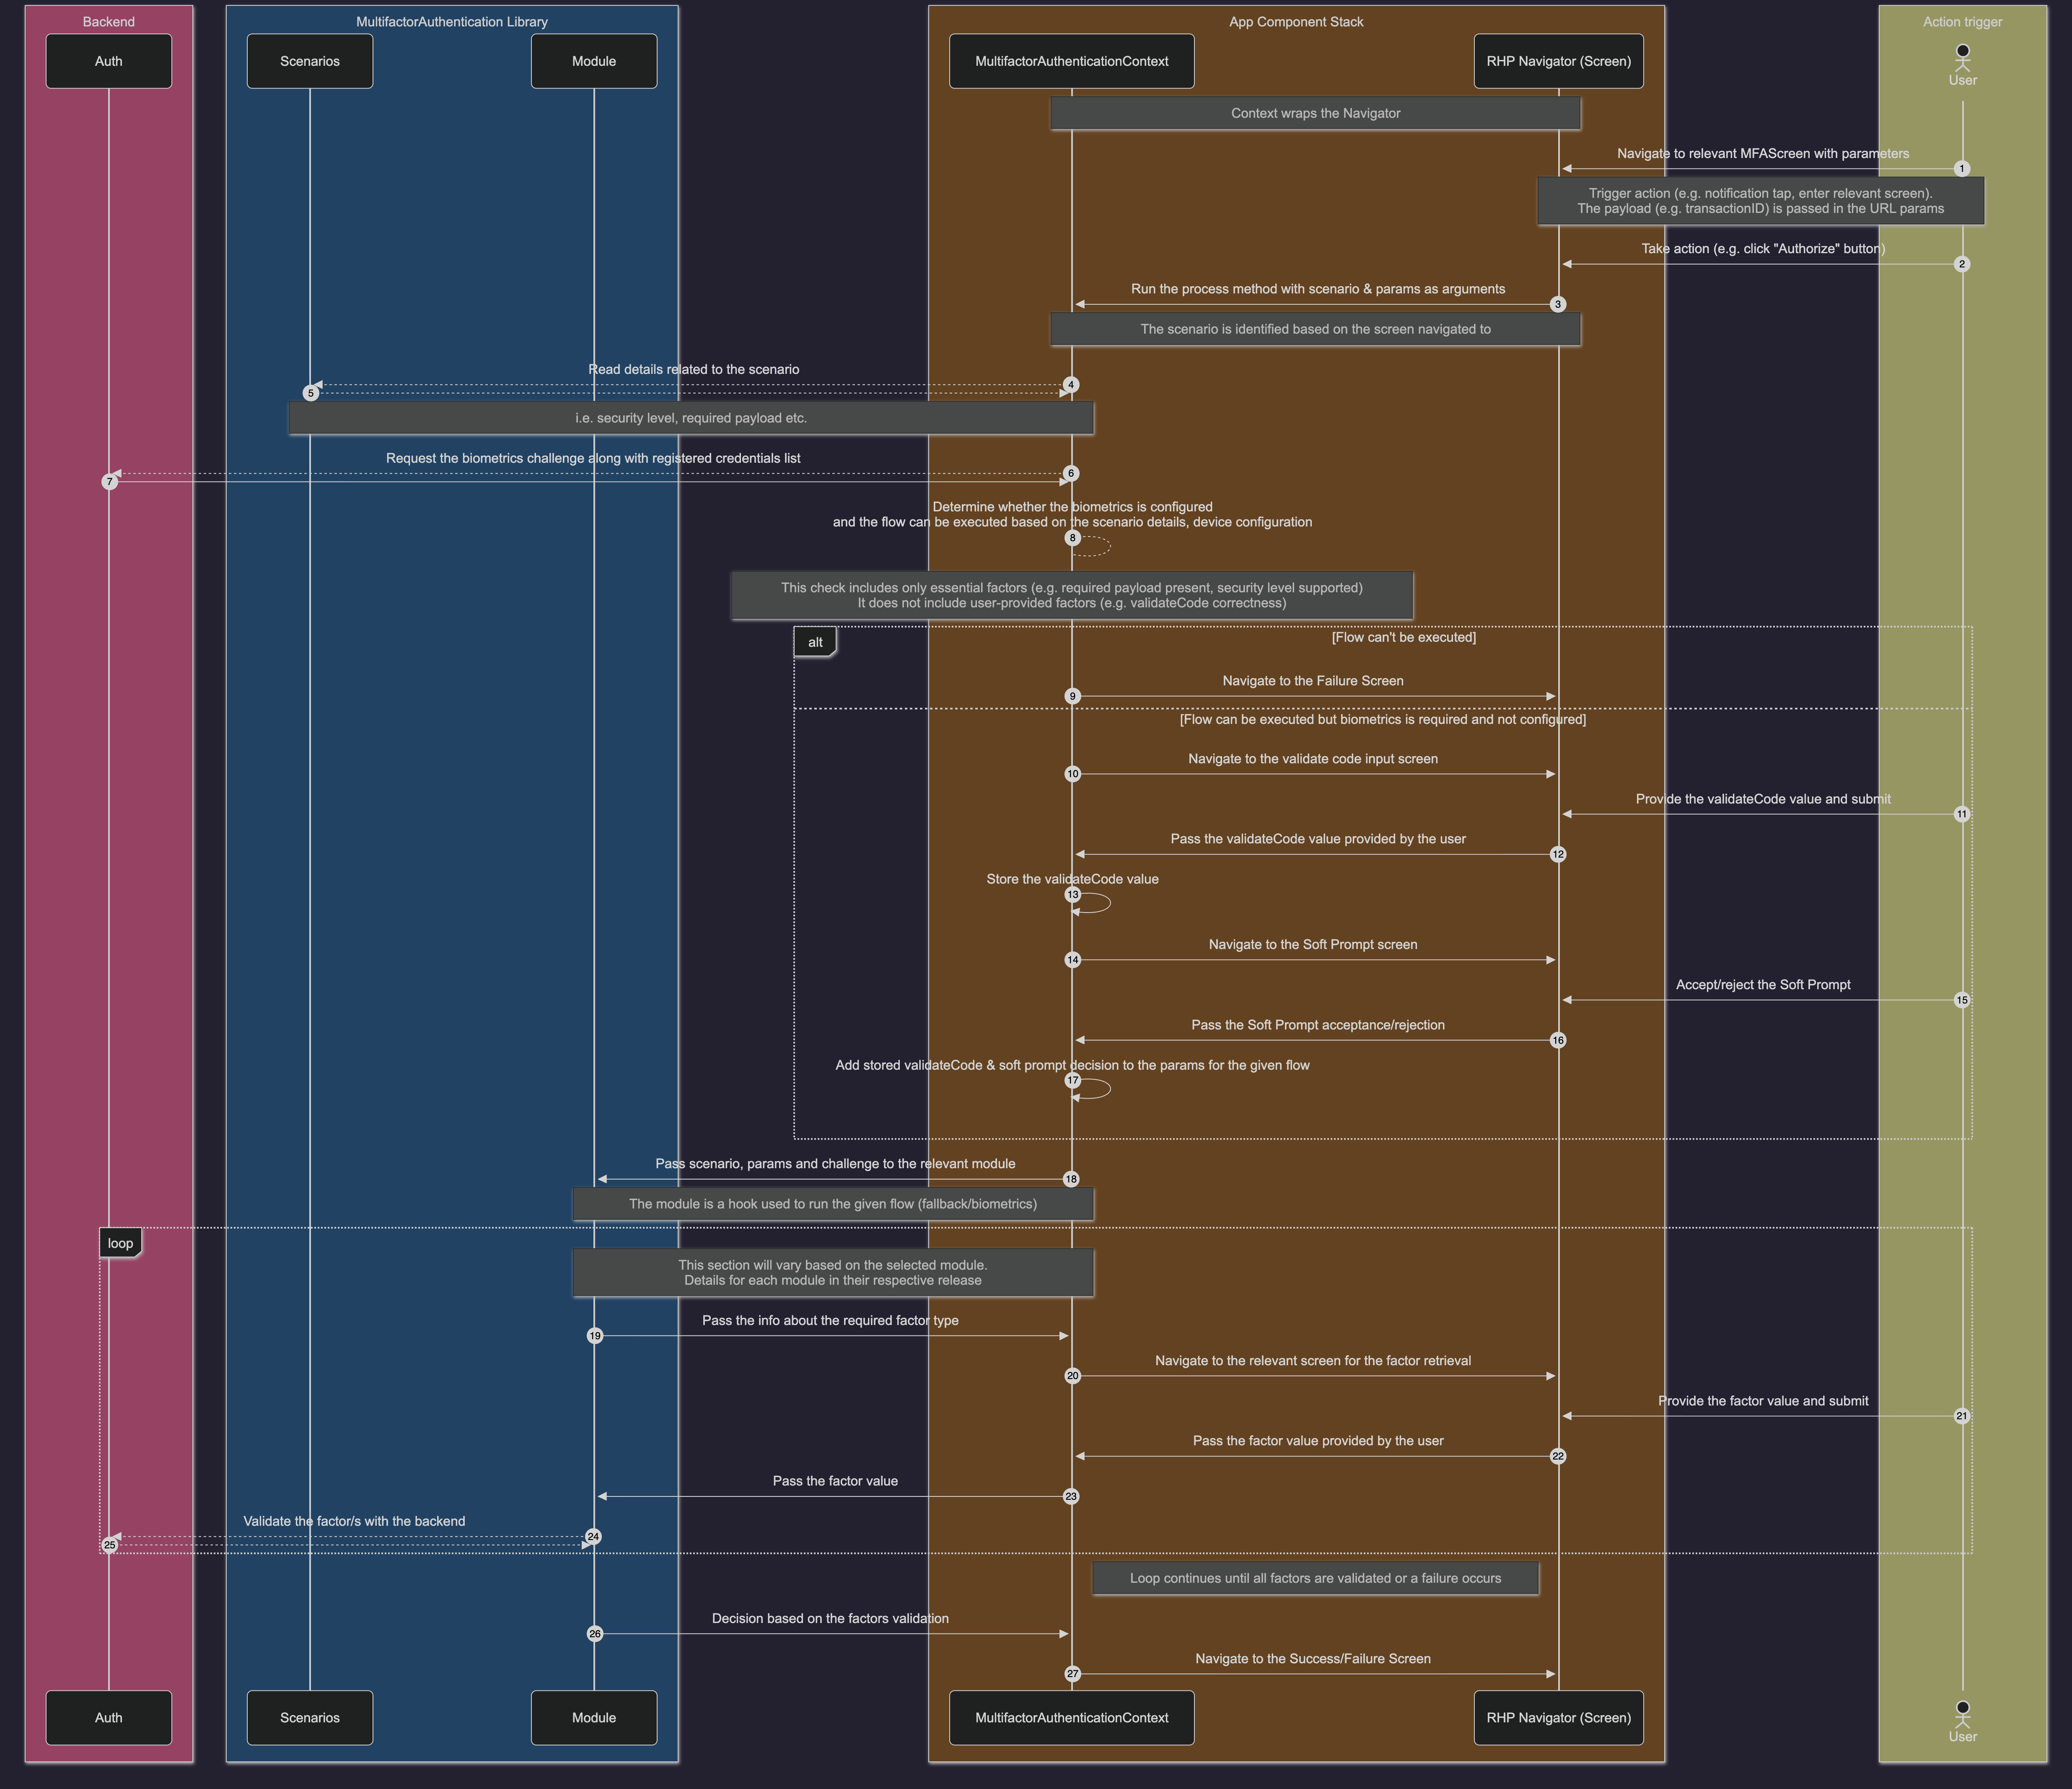 Backend
MultifactorAuthentication Library
App Component Stack
Action trigger
Auth
Scenarios
Module
MultifactorAuthenticationContext
RHP Navigator (Screen)
User
Context wraps the Navigator
Navigate to relevant MFAScreen with parameters
1
Trigger action (e.g. notification tap, enter relevant screen).
The payload (e.g. transactionID) is passed in the URL params
Take action (e.g. click "Authorize" button)
2
Run the process method with scenario & params as arguments
3
The scenario is identified based on the screen navigated to
Read details related to the scenario
4
5
i.e. security level, required payload etc.
Request the biometrics challenge along with registered credentials list
6
7
Determine whether the biometrics is configured
and the flow can be executed based on the scenario details, device configuration
8
This check includes only essential factors (e.g. required payload present, security level supported)
It does not include user-provided factors (e.g. validateCode correctness)
alt
[Flow can't be executed]
Navigate to the Failure Screen
9
[Flow can be executed but biometrics is required and not configured]
Navigate to the validate code input screen
10
Provide the validateCode value and submit
11
Pass the validateCode value provided by the user
12
Store the validateCode value
13
Navigate to the Soft Prompt screen
14
Accept/reject the Soft Prompt
15
Pass the Soft Prompt acceptance/rejection
16
Add stored validateCode & soft prompt decision to the params for the given flow
17
Pass scenario, params and challenge to the relevant module
18
The module is a hook used to run the given flow (fallback/biometrics)
loop
This section will vary based on the selected module.
Details for each module in their respective release
Pass the info about the required factor type
19
Navigate to the relevant screen for the factor retrieval
20
Provide the factor value and submit
21
Pass the factor value provided by the user
22
Pass the factor value
23
Validate the factor/s with the backend
24
25
Loop continues until all factors are validated or a failure occurs
Decision based on the factors validation
26
Navigate to the Success/Failure Screen
27
Auth
Scenarios
Module
MultifactorAuthenticationContext
RHP Navigator (Screen)
User